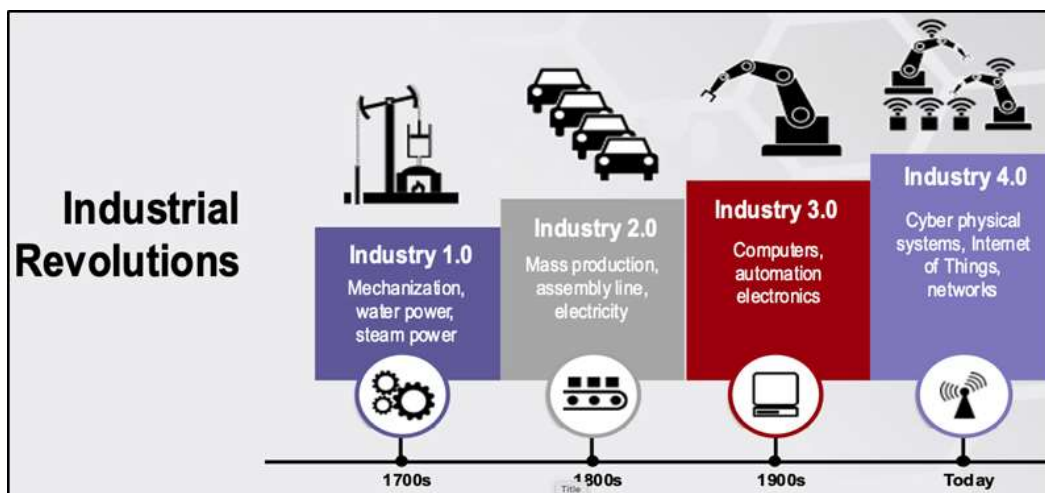 Industrial
Revolutions
Industry 1.0
Mechanization,
water power,
steam power
Industry 2.0
Mass production,
assembly line,
electricity
Industry 3.0
Computers,
automation
electronics
Industry 4.0
Cyber physical
systems, Internet
of Things,
networks
1700s
1800s
1900s
Today
Title